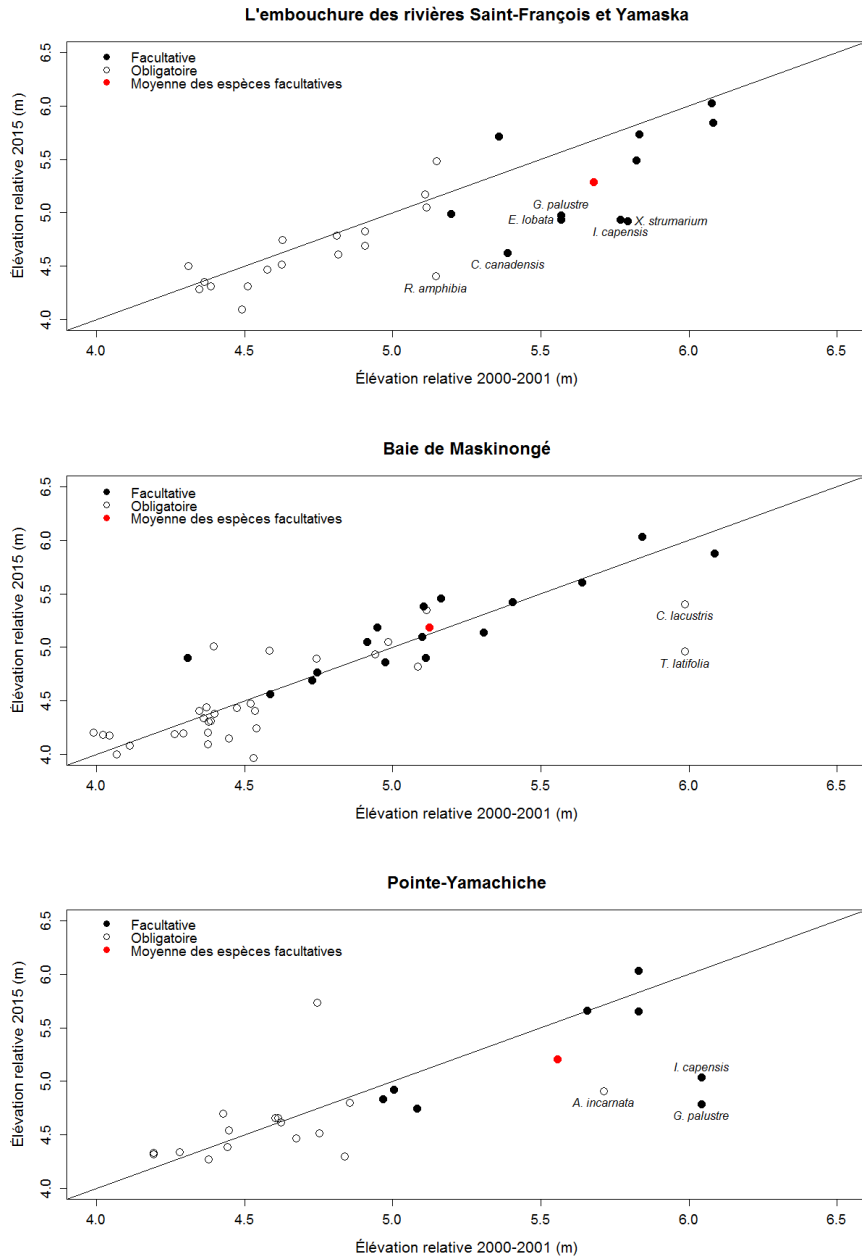 L'embouchure des rivières Saint-François et Yamaska
Facultative
Obligatoire
Moyenne des espèces facultatives
G. palustre
E. lobata
X. strumarium
I. capensis
C. canadensis
R. amphibia
Élévation relative 2015 (m)
4.0 4.5 5.0 5.5 6.0 6.5
4.0 4.5 5.0 5.5 6.0 6.5
Élévation relative 2000-2001 (m)
Baie de Maskinongé
Facultative
Obligatoire
Moyenne des espèces facultatives
C. lacustris
T. latifolia
Élévation relative 2015 (m)
4.0 4.5 5.0 5.5 6.0 6.5
4.0 4.5 5.0 5.5 6.0 6.5
Élévation relative 2000-2001 (m)
Pointe-Yamachiche
Facultative
Obligatoire
Moyenne des espèces facultatives
I. capensis
A. incarnata
G. palustre
Élévation relative 2015 (m)
4.0 4.5 5.0 5.5 6.0 6.5
4.0 4.5 5.0 5.5 6.0 6.5
Élévation relative 2000-2001 (m)